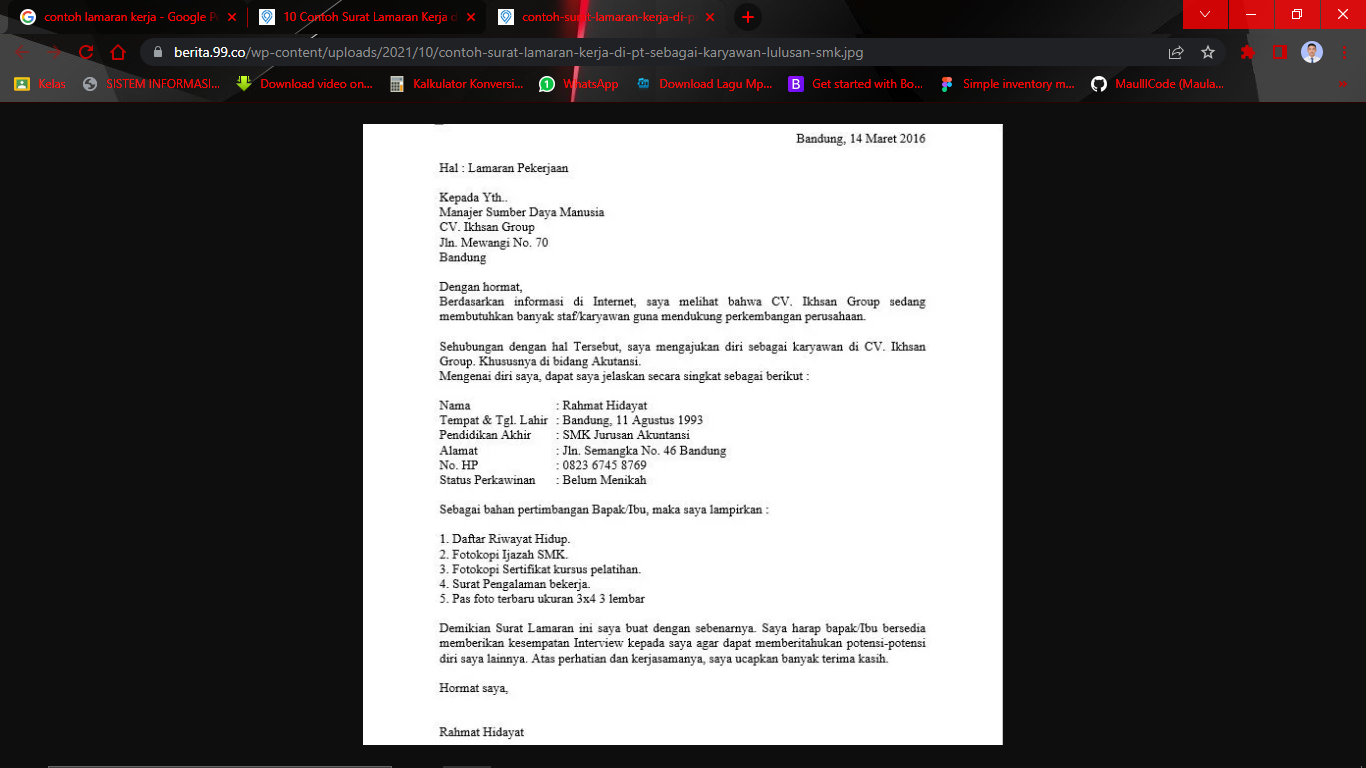 contoh lamaran kerja - Google P
10 Contoh Surat Lamaran Kerja d
contoh-surat-lamaran-kerja-di-p
berita.99.co/wp-content/uploads/2021/10/contoh-surat-lamaran-kerja-di-pt-sebagai-karyawan-lulusan-smk.jpg
Kelas
SISTEM INFORMASI...
Download video on...
Kalkulator Konversi...
WhatsApp
Download Lagu Mp...
Get started with Bo...
Simple inventory m...
MaullCode (Maula...
Bandung, 14 Maret 2016
Hal : Lamaran Pekerjaan
Kepada Yth..
Manajer Sumber Daya Manusia
CV. Ikhsan Group
Jln. Mewangi No. 70
Bandung
Dengan hormat,
Berdasarkan informasi di Internet, saya melihat bahwa CV. Ikhsan Group sedang
membutuhkan banyak staf/karyawan guna mendukung perkembangan perusahaan.
Sehubungan dengan hal Tersebut, saya mengajukan diri sebagai karyawan di CV. Ikhsan
Group. Khususnya di bidang Akutansi.
Mengenai diri saya, dapat saya jelaskan secara singkat sebagai berikut :
Nama : Rahmat Hidayat
Tempat & Tgl. Lahir : Bandung, 11 Agustus 1993
Pendidikan Akhir : SMK Jurusan Akuntansi
Alamat : Jln. Semangka No. 46 Bandung
No. HP : 0823 6745 8769
Status Perkawinan : Belum Menikah
Sebagai bahan pertimbangan Bapak/Ibu, maka saya lampirkan :
1. Daftar Riwayat Hidup.
2. Fotokopi Ijazah SMK.
3. Fotokopi Sertifikat kursus pelatihan.
4. Surat Pengalaman bekerja.
5. Pas foto terbaru ukuran 3x4 3 lembar
Demikian Surat Lamaran ini saya buat dengan sebenarnya. Saya harap bapak/Ibu bersedia
memberikan kesempatan Interview kepada saya agar dapat memberitahukan potensi-potensi
diri saya lainnya. Atas perhatian dan kerjasamanya, saya ucapkan banyak terima kasih.
Hormat saya,
Rahmat Hidayat